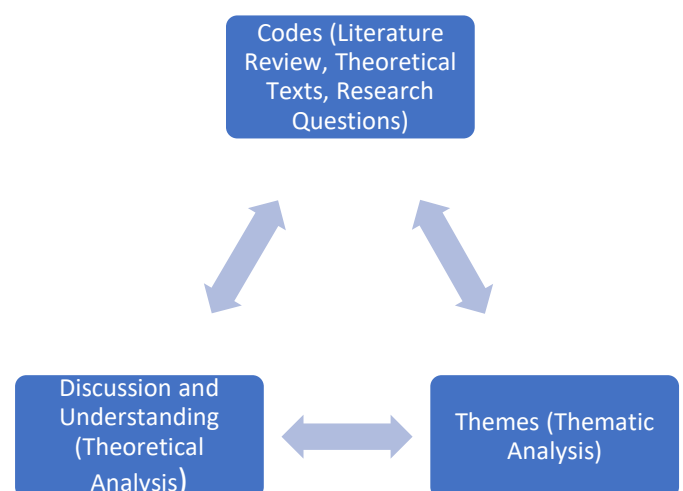 Codes (Literature
Review, Theoretical
Texts, Research
Questions)
Discussion and
Understanding
(Theoretical
Analysis)
Themes (Thematic
Analysis)